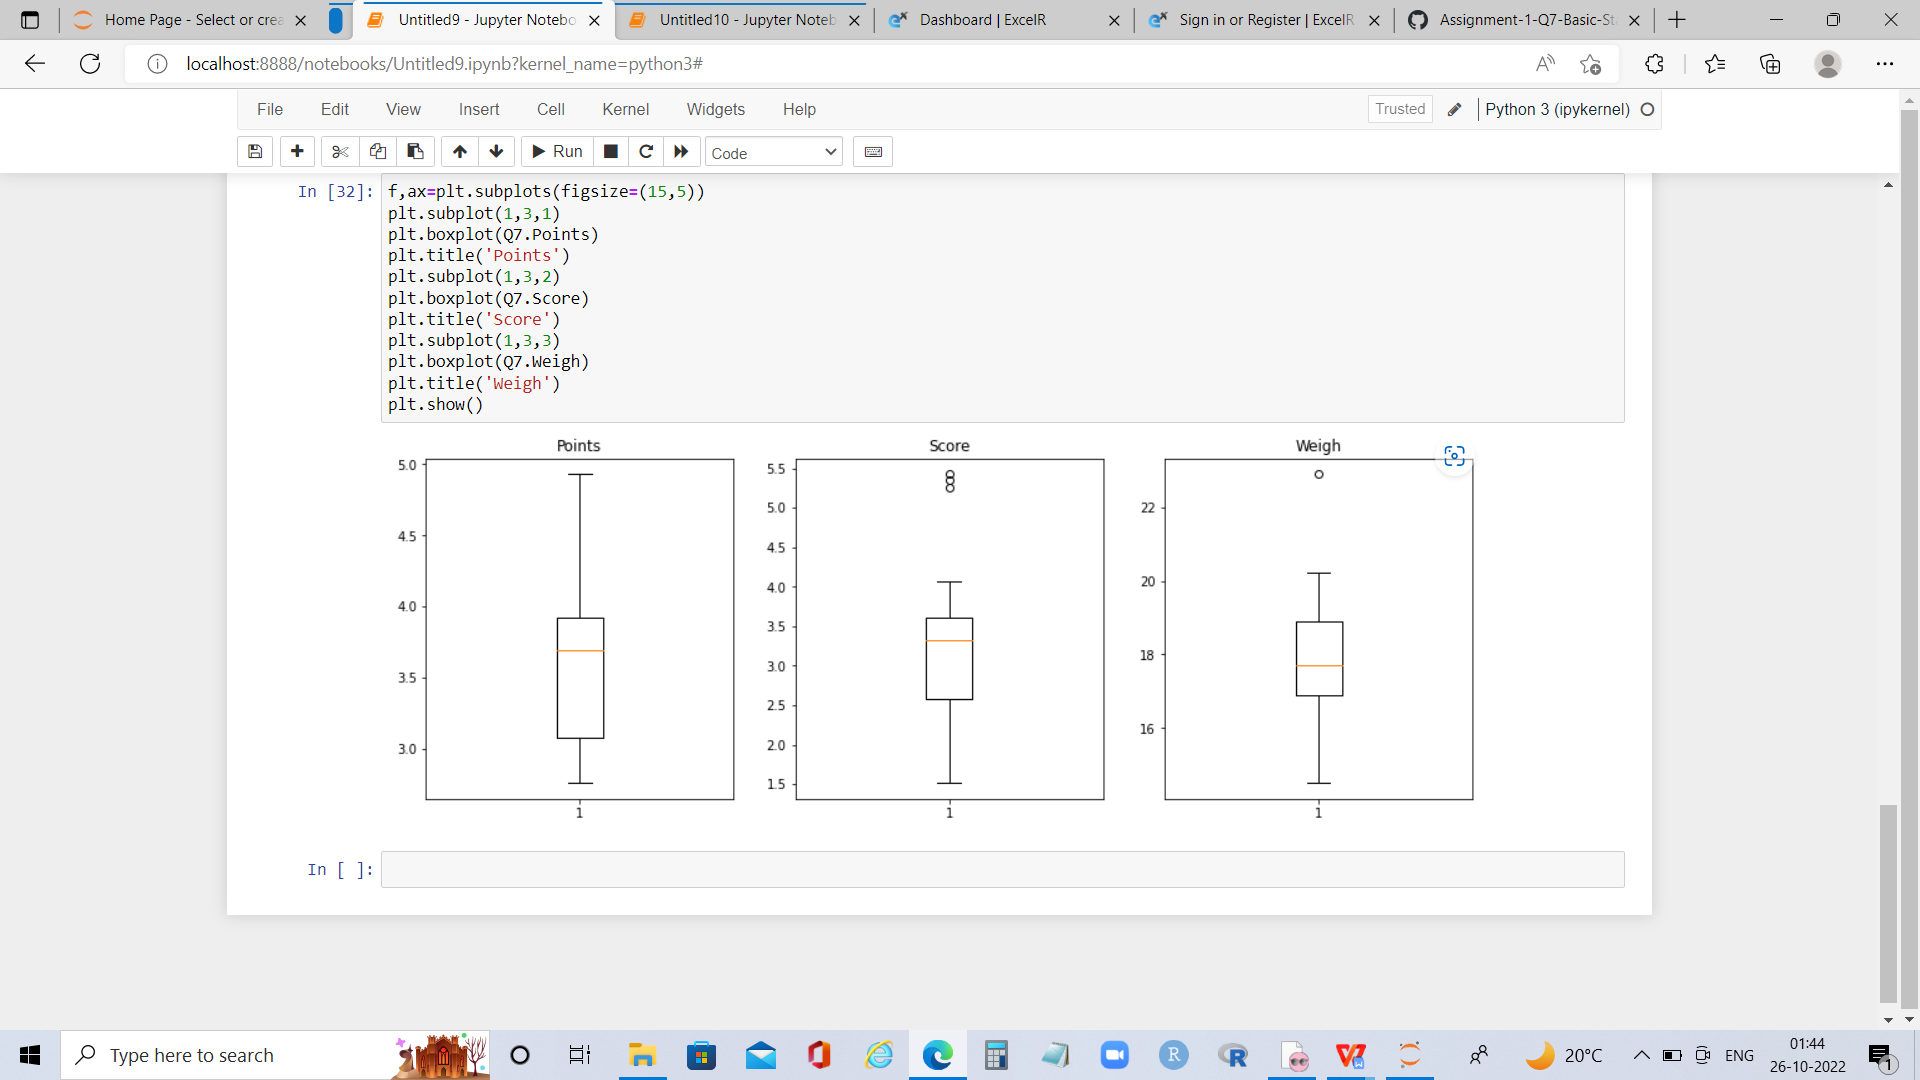 Home Page - Select or crea
Untitled9 - Jupyter Notebo
Untitled10 - Jupyter Noteb
Dashboard | ExcelR
Sign in or Register | ExcelR
Assignment-1-Q7-Basic-St
localhost:8888/notebooks/Untitled9.ipynb?kernel_name=python3#
File Edit View Insert Cell Kernel Widgets Help
Trusted
Python 3 (ipykernel)
Run
Code
In [32]:
f,ax=plt.subplots(figsize=(15,5))
plt.subplot(1,3,1)
plt.boxplot(Q7.Points)
plt.title('Points')
plt.subplot(1,3,2)
plt.boxplot(Q7.Score)
plt.title('Score')
plt.subplot(1,3,3)
plt.boxplot(Q7.Weigh)
plt.title('Weigh')
plt.show()
Points
5.0
4.5
4.0
3.5
3.0
1
Score
5.5
5.0
4.5
4.0
3.5
3.0
2.5
2.0
1.5
1
Weigh
22
20
18
16
1
In [ ]:
Type here to search
20°C
ENG
01:44
26-10-2022
1